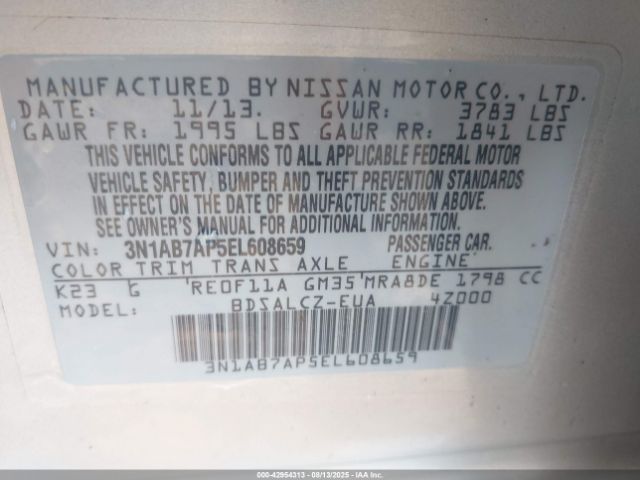 MANUFACTURED BY NISSAN MOTOR CO., LTD.
DATE: 11/13. GVWR: 3783 LBS
GAWR FR: 1995 LBS GAWR RR: 1841 LBS
THIS VEHICLE CONFORMS TO ALL APPLICABLE FEDERAL MOTOR
VEHICLE SAFETY, BUMPER AND THEFT PREVENTION STANDARDS
IN EFFECT ON THE DATE OF MANUFACTURE SHOWN ABOVE.
SEE OWNER'S MANUAL FOR ADDITIONAL INFORMATION.
VIN: 3N1AB7AP5EL608659 PASSENGER CAR.
COLOR TRIM TRANS AXLE ENGINE
K23 G 'RE0F11A GM35'MRA8DE 1798 CC
MODEL: BDSALCZ-EUA 4Z000
3N1AB7AP5EL608659
000-42954313 - 08/13/2025 - IAA Corp.